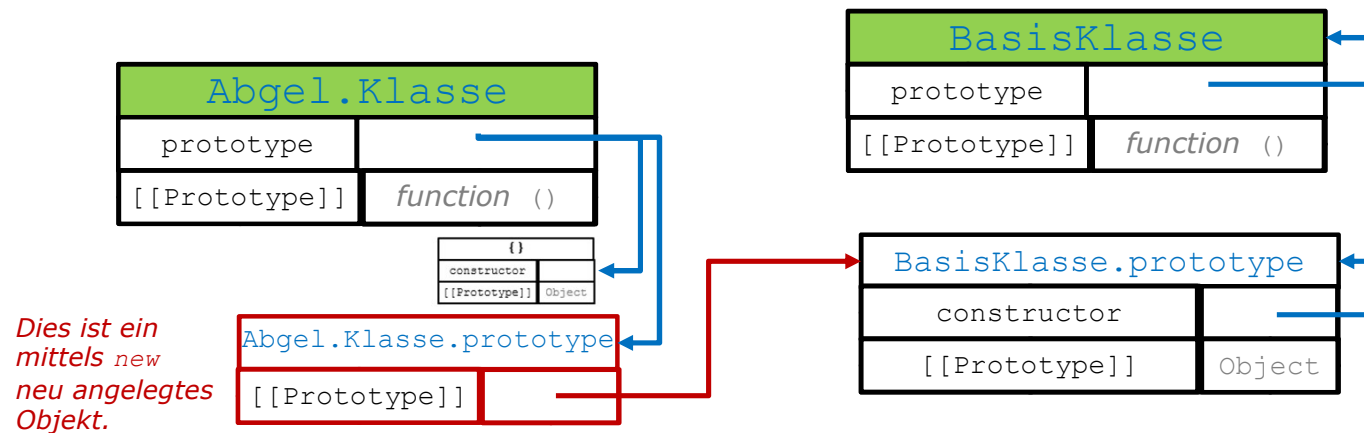 Abgel.Klasse
prototype
[[Prototype]] function ()
{}
constructor
[[Prototype]] Object
Dies ist ein
mittels new
neu angelegtes
Objekt.
Abgel.Klasse.prototype
[[Prototype]]
BasisKlasse
prototype
[[Prototype]] function ()
BasisKlasse.prototype
constructor
[[Prototype]] Object